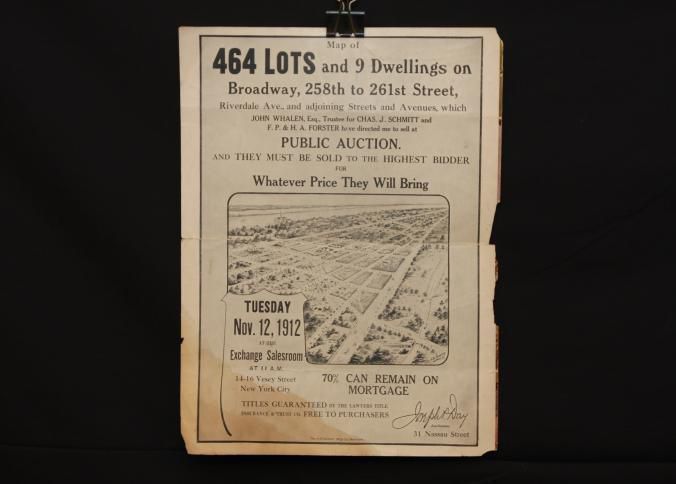 Map of
464 LOTS and 9 Dwellings on
Broadway, 258th to 261st Street,
Riverdale Ave., and adjoining Streets and Avenues, which
JOHN WHALEN, Esq., Trustee for CHAS. J. SCHMITT and
F. P. & H. A. FORSTER have directed me to sell at
PUBLIC AUCTION.
AND THEY MUST BE SOLD TO THE HIGHEST BIDDER
FOR
Whatever Price They Will Bring
TUESDAY
Nov. 12, 1912
AT OUR
Exchange Salesroom
AT 11 A.M.
14-16 Vesey Street
New York City
70% CAN REMAIN ON
MORTGAGE
TITLES GUARANTEED BY THE LAWYERS TITLE
INSURANCE & TRUST CO. FREE TO PURCHASERS
Joseph P. Day
Auctioneer
31 Nassau Street